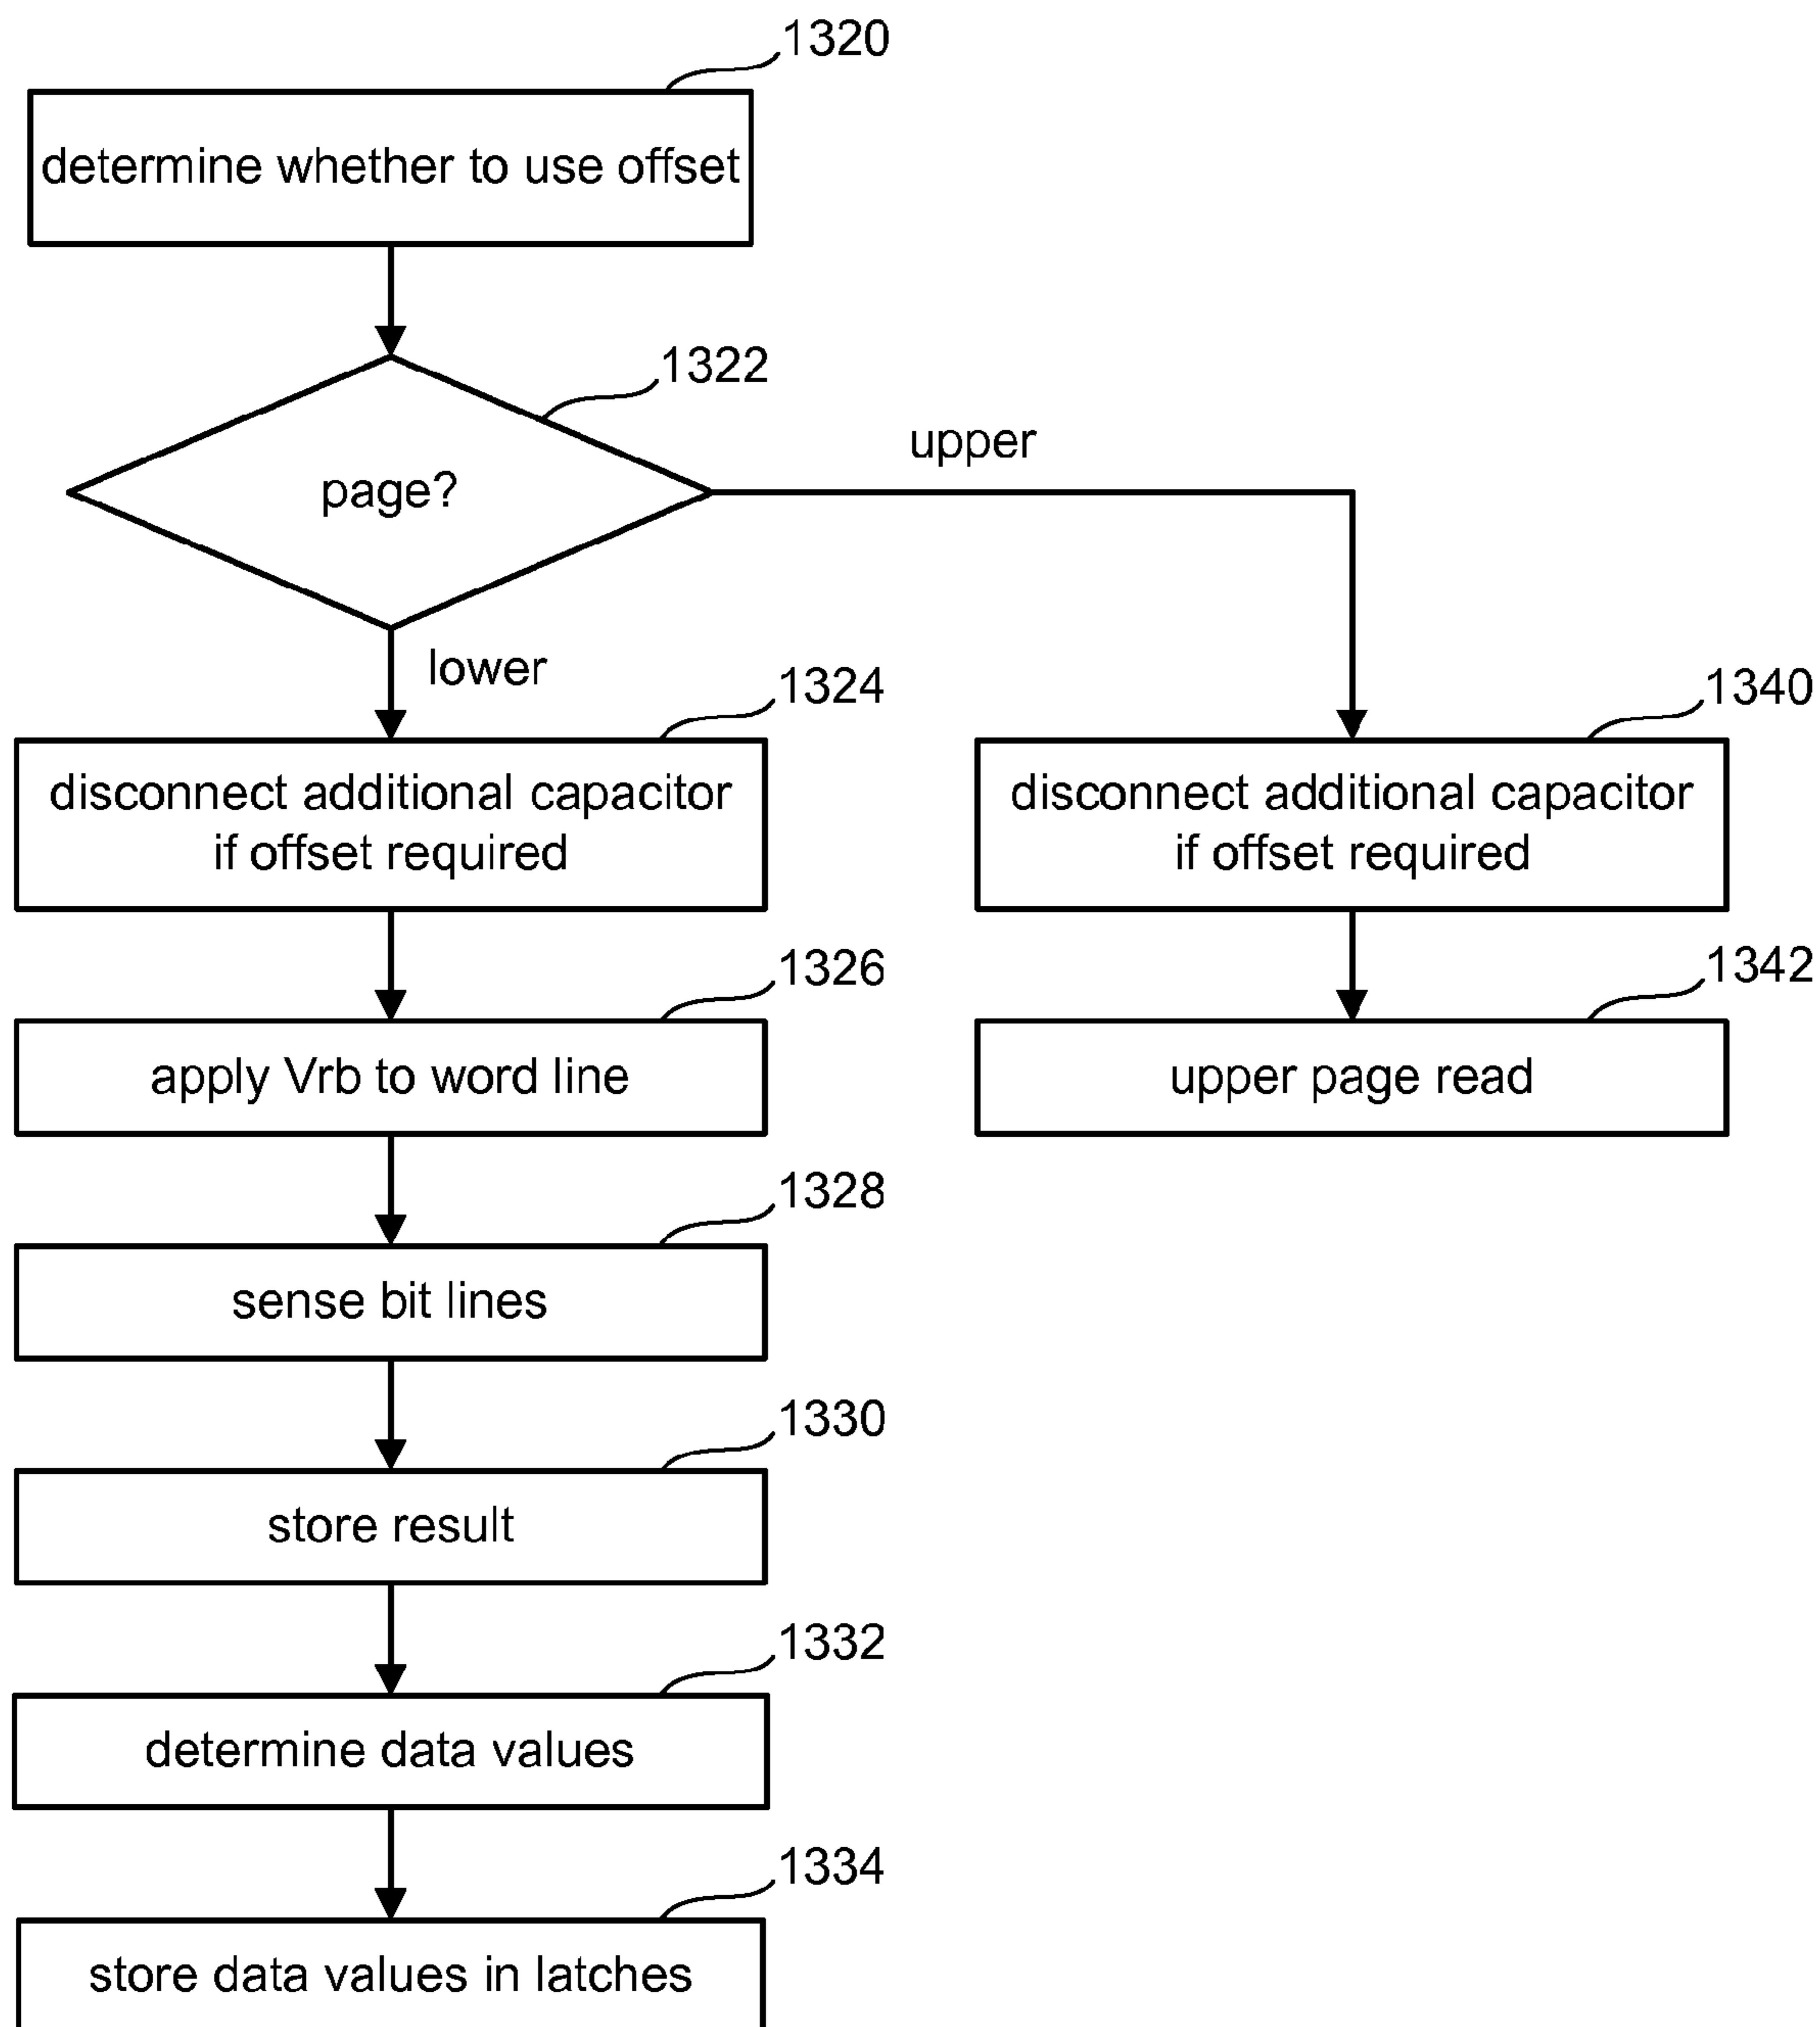 1320
determine whether to use offset
1322
page?
upper
lower
1324
disconnect additional capacitor
if offset required
1340
disconnect additional capacitor
if offset required
1326
apply Vrb to word line
1342
upper page read
1328
sense bit lines
1330
store result
1332
determine data values
1334
store data values in latches